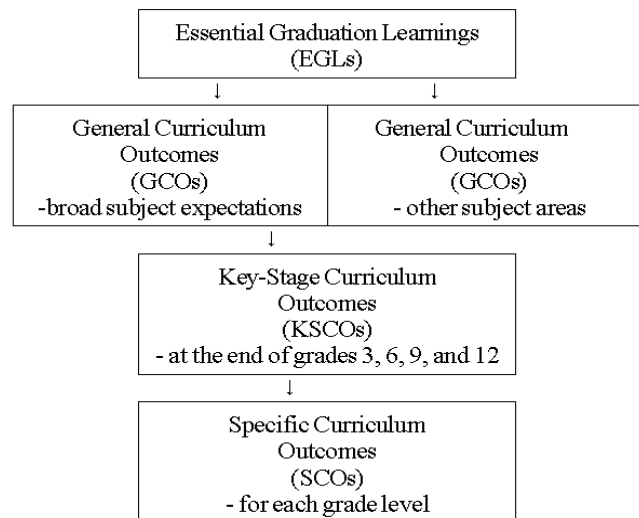 Essential Graduation Learnings
(EGLs)
↓ ↓
General Curriculum
Outcomes
(GCOs)
-broad subject expectations
General Curriculum
Outcomes
(GCOs)
- other subject areas
↓
Key-Stage Curriculum
Outcomes
(KSCOs)
- at the end of grades 3, 6, 9, and 12
↓
Specific Curriculum
Outcomes
(SCOs)
- for each grade level